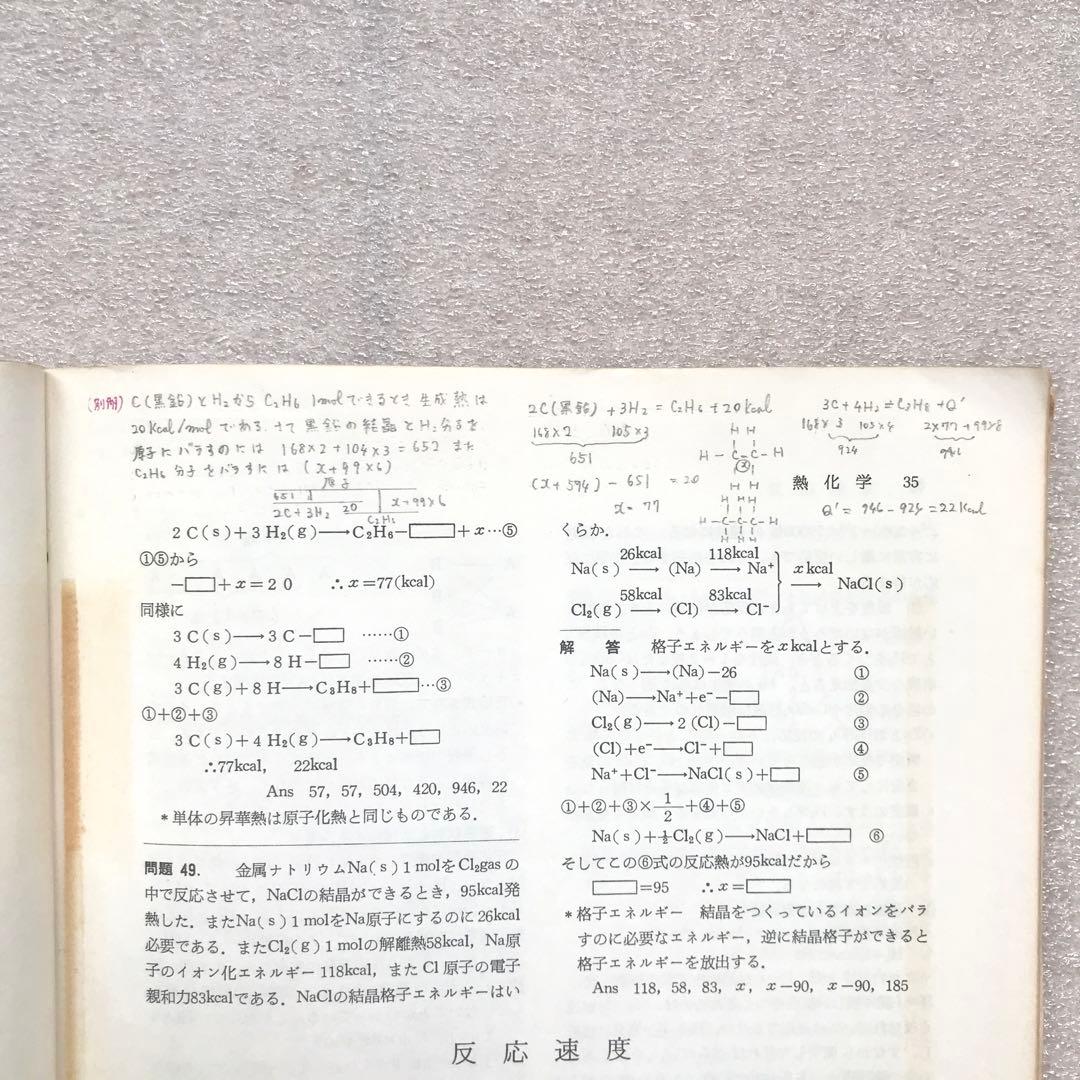 (別解) C(黒鉛)とH₂から C₂H₆ 1molできるとき生成熱は
20Kcal/molである さて黒鉛の結晶とH₂分子を
原子にバラすのには 168×2+104×3=652 また
C₂H₆分子をバラすには (x+99×6)
原子
651
2C+3H₂ 20
x+99×6
2C(s)+3H₂(g)⟶C₂H₆−□+x…⑤
①⑤から
−□+x=20 ∴x=77(kcal)
同様に
3C(s)⟶3C−□ ……①
4H₂(g)⟶8H−□ ……②
3C(g)+8H⟶C₃H₈+□…③
①+②+③
3C(s)+4H₂(g)⟶C₃H₈+□
∴77kcal, 22kcal
Ans 57, 57, 504, 420, 946, 22
*単体の昇華熱は原子化熱と同じものである.
問題 49. 金属ナトリウムNa(s)1molをCl₂gasの
中で反応させて, NaClの結晶ができるとき, 95kcal発
熱した. またNa(s)1molをNa原子にするのに26kcal
必要である. またCl₂(g)1molの解離熱58kcal, Na原
子のイオン化エネルギー118kcal, またCl原子の電子
親和力83kcalである. NaClの結晶格子エネルギーはい
2C(黒鉛)+3H₂=C₂H₆+20kcal
168×2 105×3
651
(x+594)−651 =20
x=77
H H
H−C−C−H
H H
H H H
H−C−C−C−H
H H H
3C+4H₂=C₃H₈+Q'
168×3 105×4 2×77+99×8
924 946
熱化学 35
Q'=946−924=22Kcal
くらか.
26kcal 118kcal
Na(s)⟶(Na)⟶Na⁺
xkcal
⟶ NaCl(s)
58kcal 83kcal
Cl₂(g)⟶(Cl)⟶Cl⁻
解 答 格子エネルギーをxkcalとする.
Na(s)⟶(Na)−26 ①
(Na)⟶Na⁺+e⁻−□ ②
Cl₂(g)⟶2(Cl)−□ ③
(Cl)+e⁻⟶Cl⁻+□ ④
Na⁺+Cl⁻⟶NaCl(s)+□ ⑤
①+②+③×1/2+④+⑤
Na(s)+½Cl₂(g)⟶NaCl+□ ⑥
そしてこの⑥式の反応熱が95kcalだから
□=95 ∴x=□
*格子エネルギー 結晶をつくっているイオンをバラ
すのに必要なエネルギー, 逆に結晶格子ができると
格子エネルギーを放出する.
Ans 118, 58, 83, x, x−90, x−90, 185
反応速度